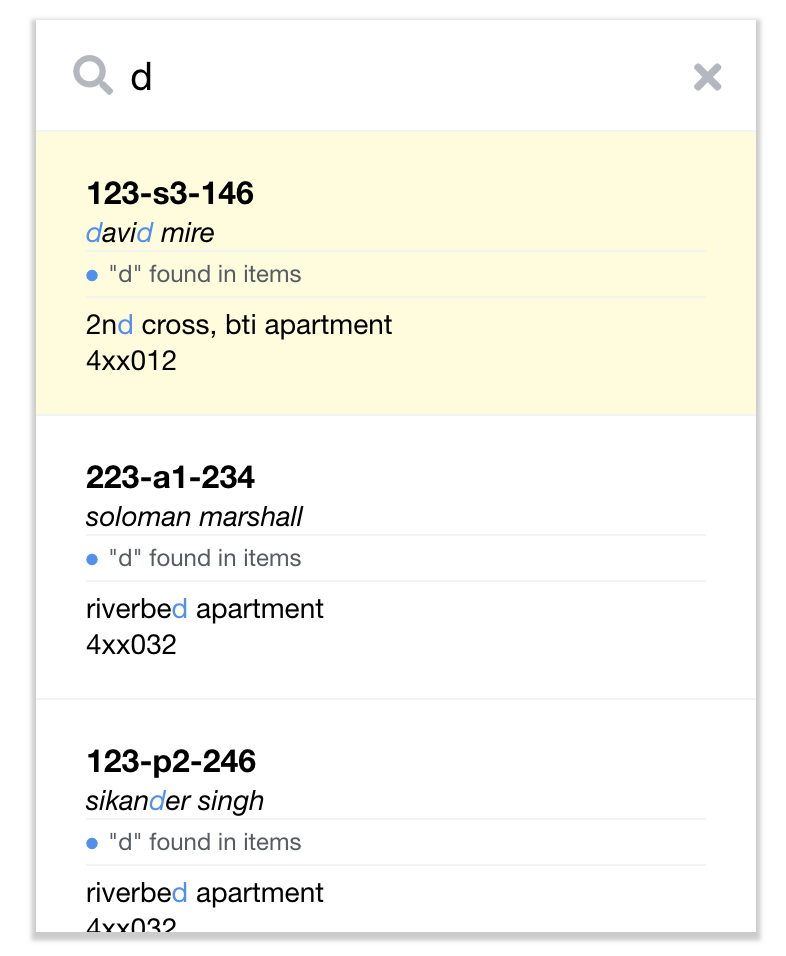 d
123-s3-146
david mire
"d" found in items
2nd cross, bti apartment
4xx012
223-a1-234
soloman marshall
"d" found in items
riverbed apartment
4xx032
123-p2-246
sikander singh
"d" found in items
riverbed apartment
4xx032